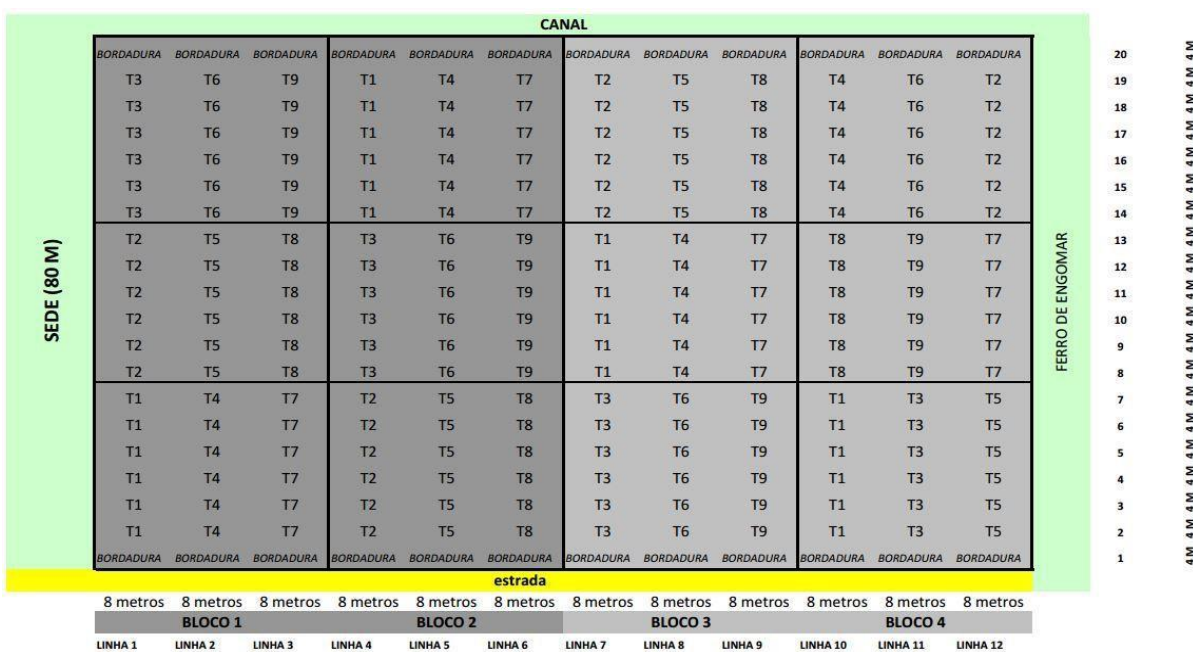 CANAL
BORDADURA BORDADURA BORDADURA BORDADURA BORDADURA BORDADURA BORDADURA BORDADURA BORDADURA BORDADURA BORDADURA BORDADURA 20 4M
T3 T6 T9 T1 T4 T7 T2 T5 T8 T4 T6 T2 19 4M
T3 T6 T9 T1 T4 T7 T2 T5 T8 T4 T6 T2 18 4M
T3 T6 T9 T1 T4 T7 T2 T5 T8 T4 T6 T2 17 4M
T3 T6 T9 T1 T4 T7 T2 T5 T8 T4 T6 T2 16 4M
T3 T6 T9 T1 T4 T7 T2 T5 T8 T4 T6 T2 15 4M
T3 T6 T9 T1 T4 T7 T2 T5 T8 T4 T6 T2 14 4M
T2 T5 T8 T3 T6 T9 T1 T4 T7 T8 T9 T7 13 4M
T2 T5 T8 T3 T6 T9 T1 T4 T7 T8 T9 T7 12 4M
T2 T5 T8 T3 T6 T9 T1 T4 T7 T8 T9 T7 11 4M
T2 T5 T8 T3 T6 T9 T1 T4 T7 T8 T9 T7 10 4M
T2 T5 T8 T3 T6 T9 T1 T4 T7 T8 T9 T7 9 4M
T2 T5 T8 T3 T6 T9 T1 T4 T7 T8 T9 T7 8 4M
T1 T4 T7 T2 T5 T8 T3 T6 T9 T1 T3 T5 7 4M
T1 T4 T7 T2 T5 T8 T3 T6 T9 T1 T3 T5 6 4M
T1 T4 T7 T2 T5 T8 T3 T6 T9 T1 T3 T5 5 4M
T1 T4 T7 T2 T5 T8 T3 T6 T9 T1 T3 T5 4 4M
T1 T4 T7 T2 T5 T8 T3 T6 T9 T1 T3 T5 3 4M
T1 T4 T7 T2 T5 T8 T3 T6 T9 T1 T3 T5 2 4M
BORDADURA BORDADURA BORDADURA BORDADURA BORDADURA BORDADURA BORDADURA BORDADURA BORDADURA BORDADURA BORDADURA BORDADURA 1 4M
SEDE (80 M)
FERRO DE ENGOMAR
estrada
8 metros 8 metros 8 metros 8 metros 8 metros 8 metros 8 metros 8 metros 8 metros 8 metros 8 metros 8 metros
BLOCO 1 BLOCO 2 BLOCO 3 BLOCO 4
LINHA 1 LINHA 2 LINHA 3 LINHA 4 LINHA 5 LINHA 6 LINHA 7 LINHA 8 LINHA 9 LINHA 10 LINHA 11 LINHA 12